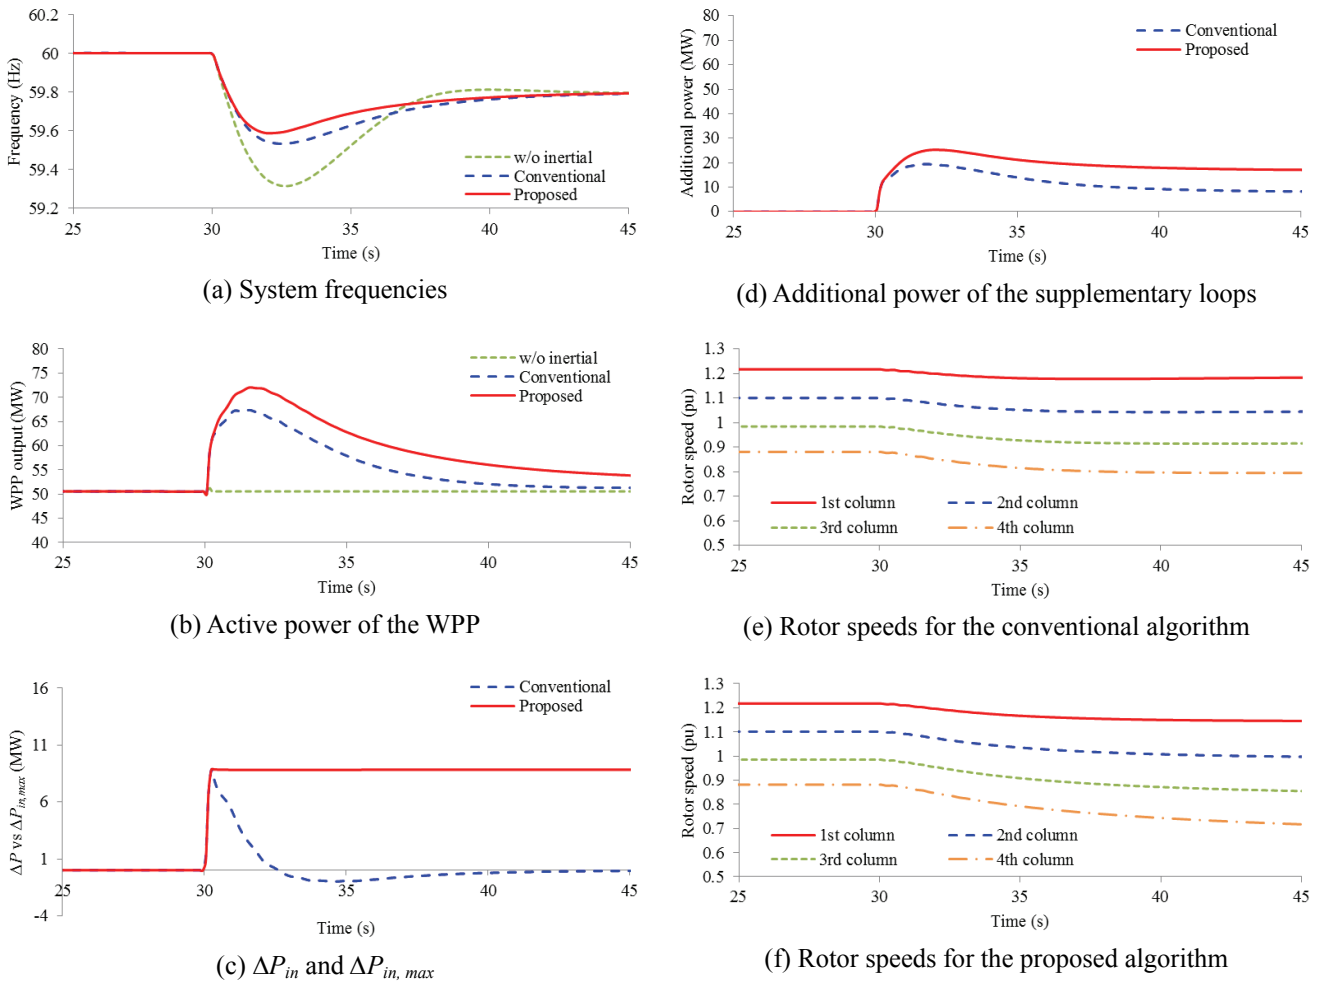 60.2
60
59.8
59.6
59.4
59.2
Frequency (Hz)
w/o inertial
Conventional
Proposed
25 30 35 40 45
Time (s)
(a) System frequencies
80
70
60
50
40
30
20
10
0
Additional power (MW)
Conventional
Proposed
25 30 35 40 45
Time (s)
(d) Additional power of the supplementary loops
80
75
70
65
60
55
50
45
40
WPP output (MW)
w/o inertial
Conventional
Proposed
25 30 35 40 45
Time (s)
(b) Active power of the WPP
1.3
1.2
1.1
1
0.9
0.8
0.7
0.6
0.5
Rotor speed (pu)
1st column 2nd column
3rd column 4th column
25 30 35 40 45
Time (s)
(e) Rotor speeds for the conventional algorithm
16
11
6
1
-4
ΔP vs ΔPin,max (MW)
Conventional
Proposed
25 30 35 40 45
Time (s)
(c) ΔPin and ΔPin, max
1.3
1.2
1.1
1
0.9
0.8
0.7
0.6
0.5
Rotor speed (pu)
1st column 2nd column
3rd column 4th column
25 30 35 40 45
Time (s)
(f) Rotor speeds for the proposed algorithm